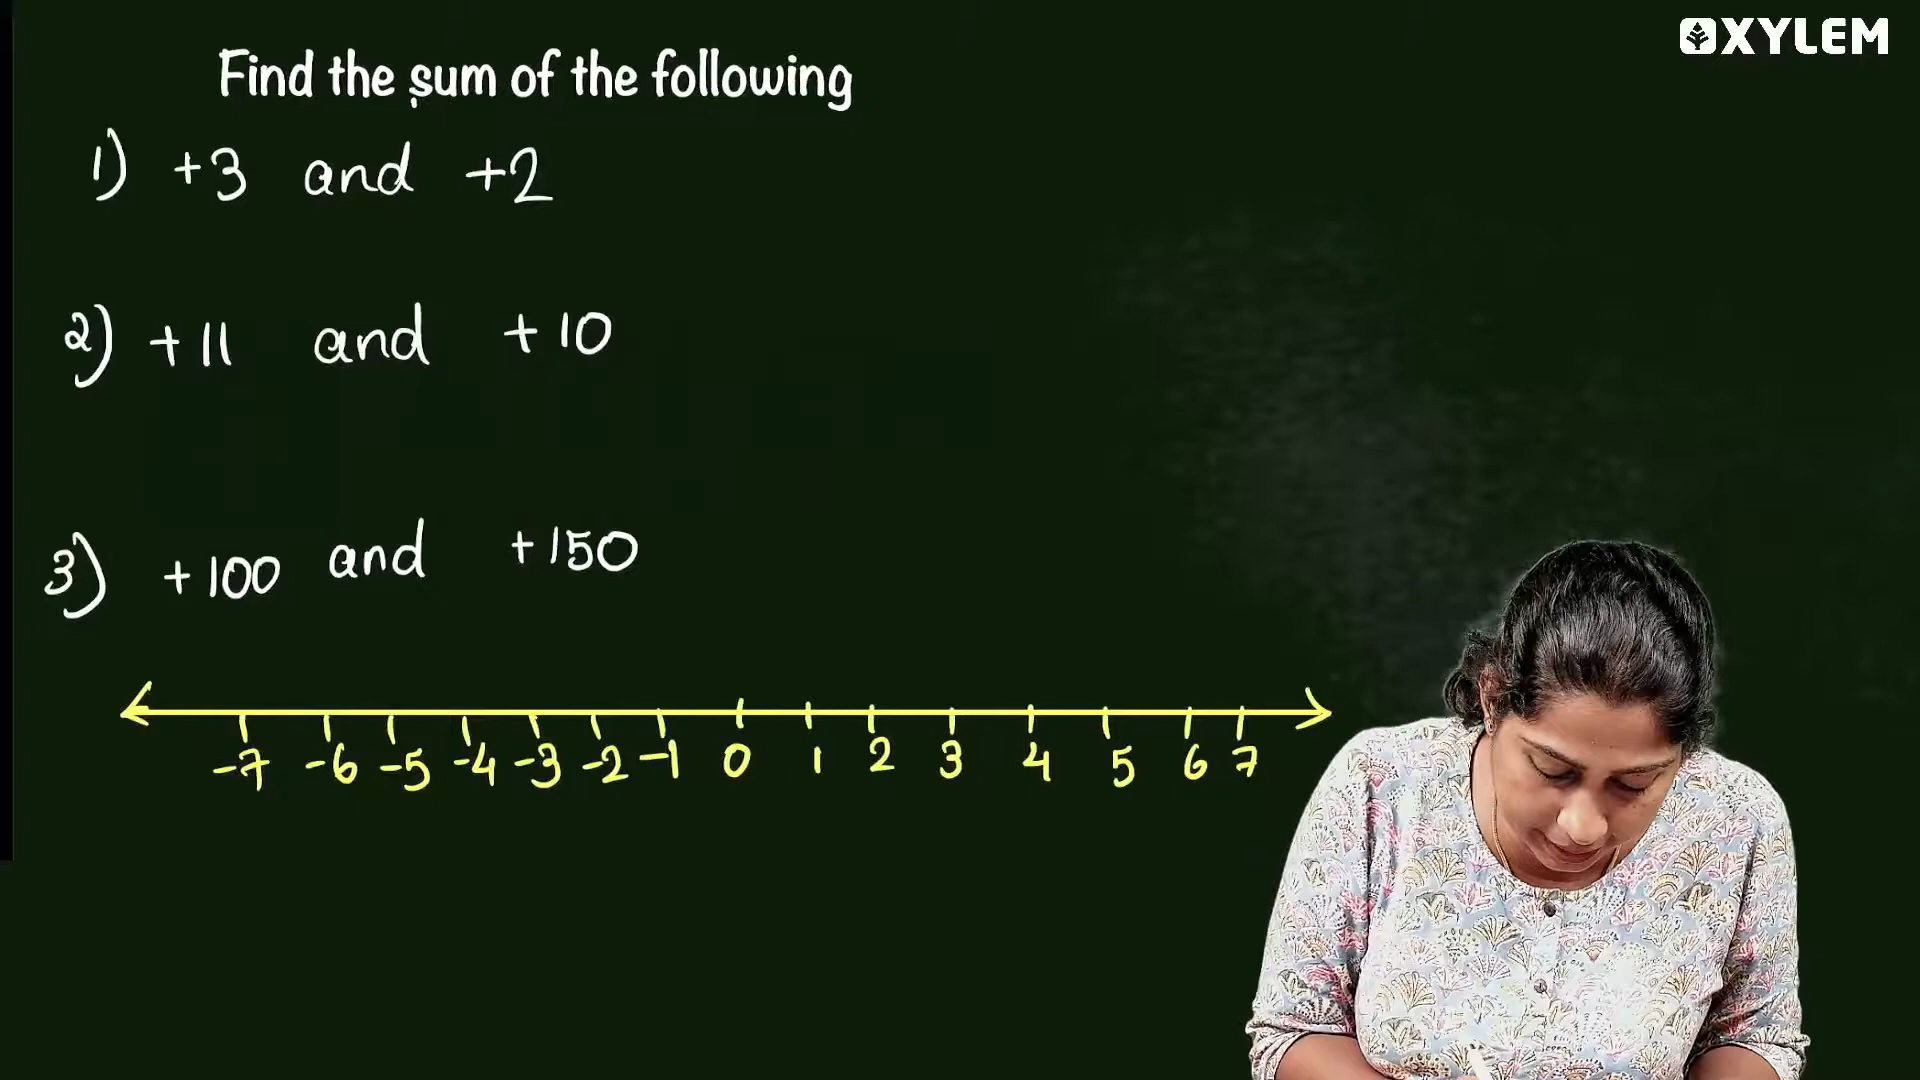 XYLEM
Find the sum of the following
1) +3 and +2
2) +11 and +10
3) +100 and +150
-7 -6 -5 -4 -3 -2 -1 0 1 2 3 4 5 6 7